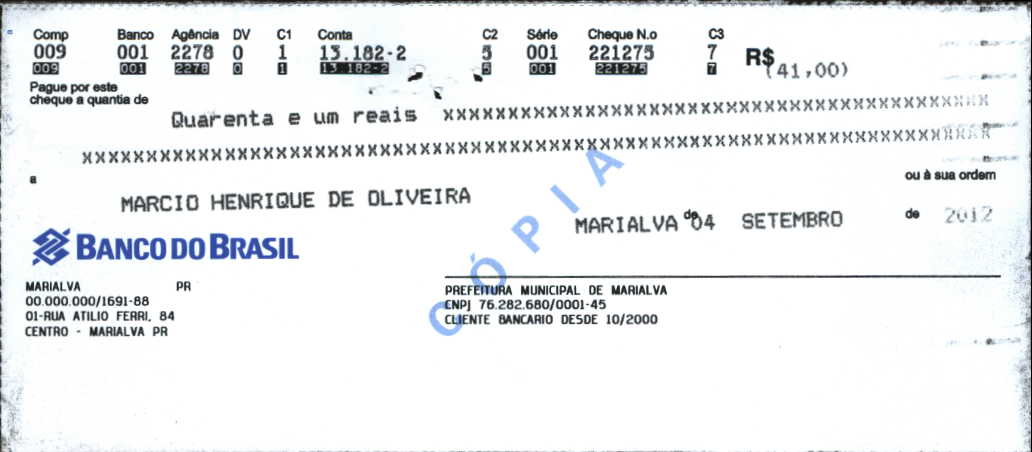 Comp Banco Agência DV C1 Conta C2 Série Cheque N.o C3
009 001 2278 0 1 13.182-2 5 001 221275 7 R$ (41,00)
009 001 2278 0 1 13.182-2 5 001 221275 7
Pague por este
cheque a quantia de
Quarenta e um reais xxxxxxxxxxxxxxxxxxxxxxxxxxxxxxxxxxxxxxxxxxxxxx
xxxxxxxxxxxxxxxxxxxxxxxxxxxxxxxxxxxxxxxxxxxxxxxxxxxxxxxxxxxxxxxxxxxxxxxxxxxxx
a MARCIO HENRIQUE DE OLIVEIRA ou à sua ordem
MARIALVA de 04 SETEMBRO de 2012
BANCO DO BRASIL
MARIALVA PR
00.000.000/1691-88
01-RUA ATILIO FERRI, 84
CENTRO - MARIALVA PR
PREFEITURA MUNICIPAL DE MARIALVA
CNPJ 76.282.680/0001-45
CLIENTE BANCARIO DESDE 10/2000
CÓPIA